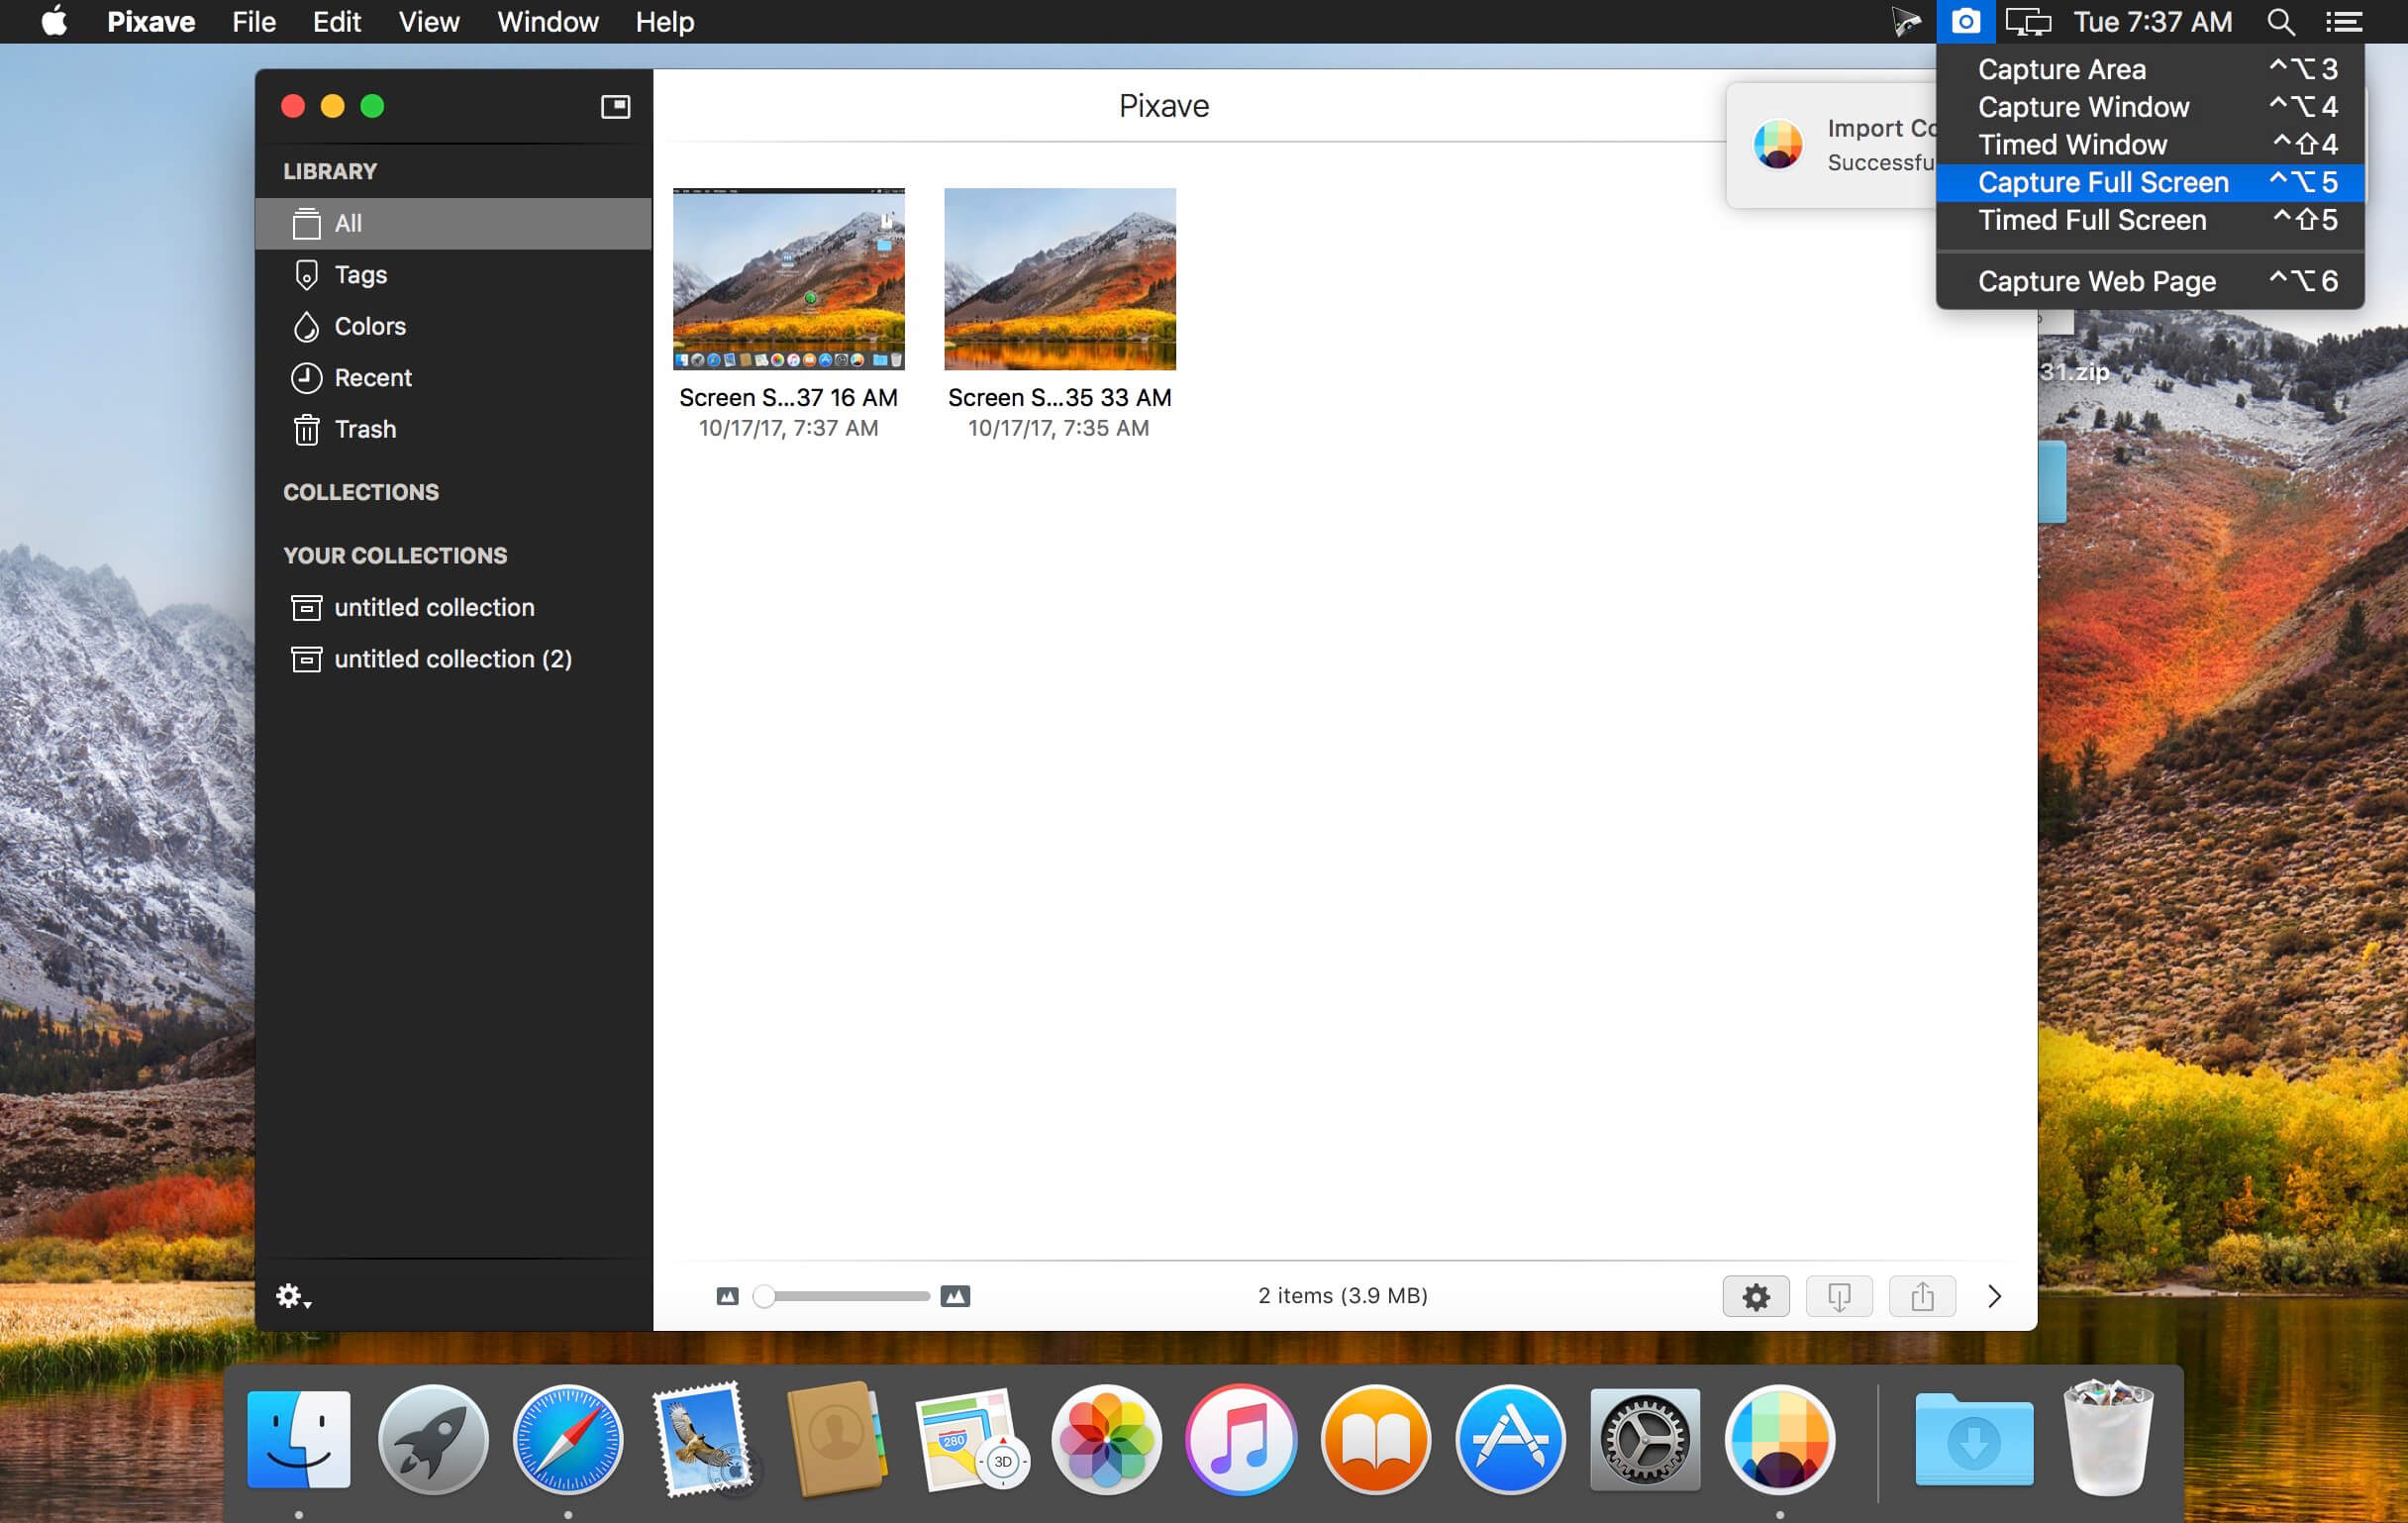 Pixave File Edit View Window Help Tue 7:37 AM
Capture Area ^⌥3
Capture Window ^⌥4
Timed Window ^⇧4
Capture Full Screen ^⌥5
Timed Full Screen ^⇧5
Capture Web Page ^⌥6
Pixave
Import Co
Successfu
LIBRARY
All
Tags
Colors
Recent
Trash
COLLECTIONS
YOUR COLLECTIONS
untitled collection
untitled collection (2)
Screen S...37 16 AM
10/17/17, 7:37 AM
Screen S...35 33 AM
10/17/17, 7:35 AM
31.zip
2 items (3.9 MB)
280
3D